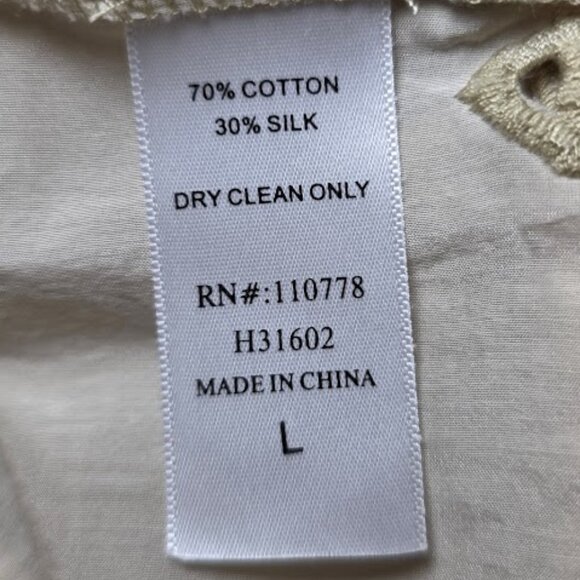 70% COTTON
30% SILK
DRY CLEAN ONLY
RN#:110778
H31602
MADE IN CHINA
L